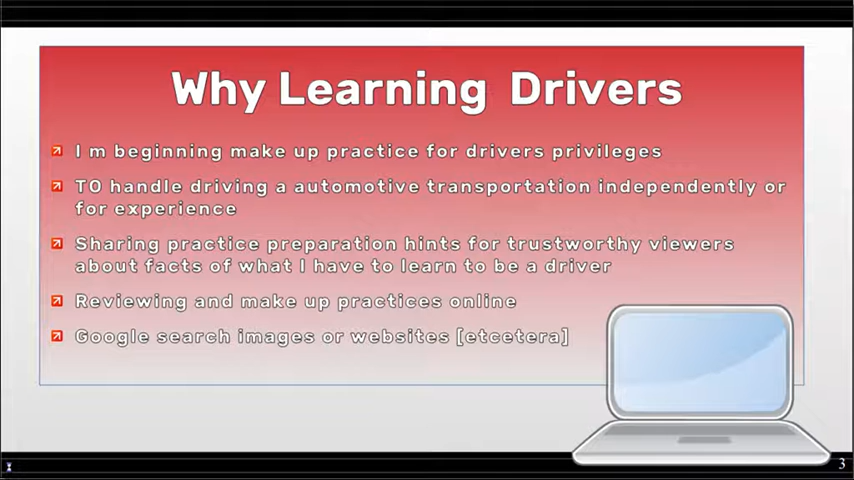 Why Learning Drivers
I m beginning make up practice for drivers privileges
TO handle driving a automotive transportation independently or
for experience
Sharing practice preparation hints for trustworthy viewers
about facts of what I have to learn to be a driver
Reviewing and make up practices online
Google search images or websites [etcetera]
3